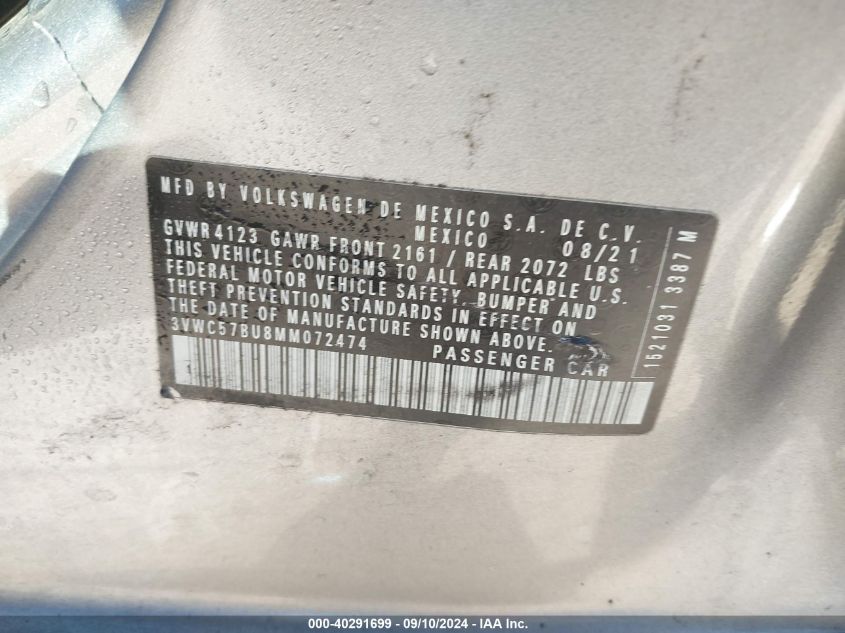 MFD BY VOLKSWAGEN DE MEXICO S.A. DE C.V.
MEXICO 08/21
GVWR 4123 GAWR FRONT 2161 / REAR 2072 LBS
THIS VEHICLE CONFORMS TO ALL APPLICABLE U.S.
FEDERAL MOTOR VEHICLE SAFETY, BUMPER AND
THEFT PREVENTION STANDARDS IN EFFECT ON
THE DATE OF MANUFACTURE SHOWN ABOVE.
3VWC57BU8MM072474 PASSENGER CAR
1521031 3387 M
000-40291699 - 09/10/2024 - IAA Inc.